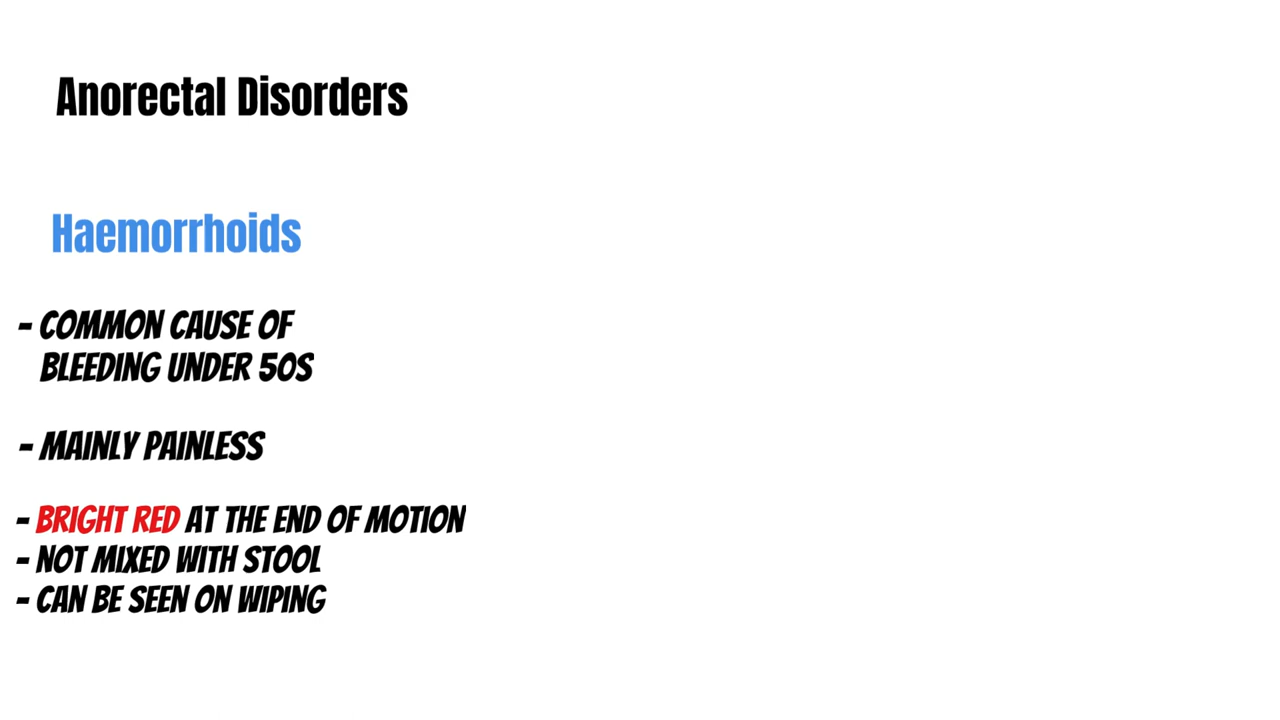 Anorectal Disorders
Haemorrhoids
- COMMON CAUSE OF
BLEEDING UNDER 50S
- MAINLY PAINLESS
- BRIGHT RED AT THE END OF MOTION
- NOT MIXED WITH STOOL
- CAN BE SEEN ON WIPING